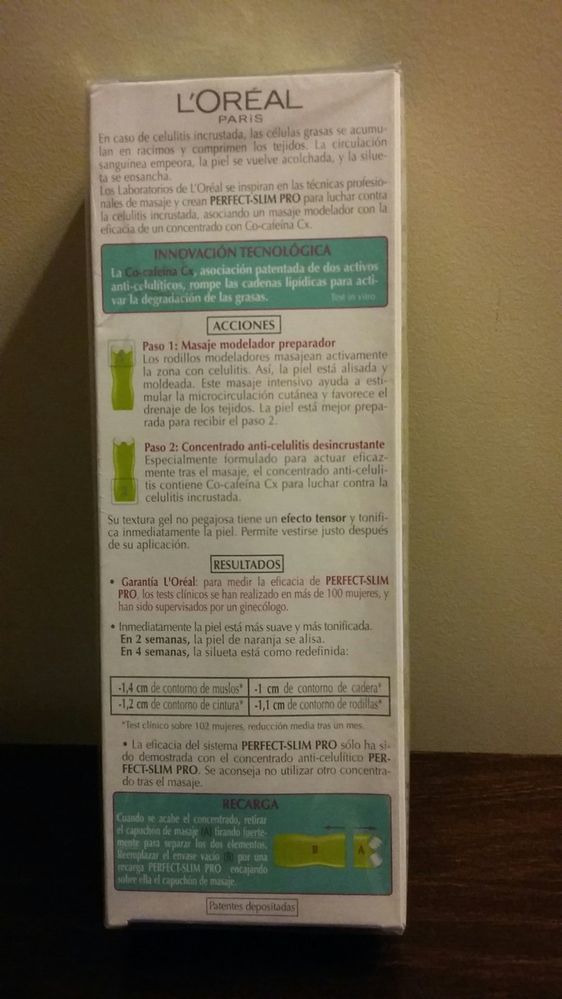 L'ORÉAL
PARIS
En caso de celulitis incrustada, las células grasas se acumu-
lan en racimos y comprimen los tejidos. La circulación
sanguínea empeora, la piel se vuelve acolchada, y la silue-
ta se ensancha.
Los Laboratorios de L'Oréal se inspiran en las técnicas profesio-
nales de masaje y crean PERFECT-SLIM PRO para luchar contra
la celulitis incrustada, asociando un masaje modelador con la
eficacia de un concentrado con Co-cafeína Cx.
INNOVACIÓN TECNOLÓGICA
La Co-cafeína Cx, asociación patentada de dos activos
anti-celulíticos, rompe las cadenas lipídicas para acti-
var la degradación de las grasas. Test in vitro
ACCIONES
Paso 1: Masaje modelador preparador
Los rodillos modeladores masajean activamente
la zona con celulitis. Así, la piel está alisada y
moldeada. Este masaje intensivo ayuda a esti-
mular la microcirculación cutánea y favorece el
drenaje de los tejidos. La piel está mejor prepa-
rada para recibir el paso 2.
Paso 2: Concentrado anti-celulitis desincrustante
Especialmente formulado para actuar eficaz-
mente tras el masaje, el concentrado anti-celuli-
tis contiene Co-cafeína Cx para luchar contra la
celulitis incrustada.
Su textura gel no pegajosa tiene un efecto tensor y tonifi-
ca inmediatamente la piel. Permite vestirse justo después
de su aplicación.
RESULTADOS
• Garantía L'Oréal: para medir la eficacia de PERFECT-SLIM
PRO, los tests clínicos se han realizado en más de 100 mujeres, y
han sido supervisados por un ginecólogo.
• Inmediatamente la piel está más suave y más tonificada.
En 2 semanas, la piel de naranja se alisa.
En 4 semanas, la silueta está como redefinida:
-1,4 cm de contorno de muslos* -1 cm de contorno de cadera*
-1,2 cm de contorno de cintura* -1,1 cm de contorno de rodillas*
*Test clínico sobre 102 mujeres, reducción media tras un mes.
• La eficacia del sistema PERFECT-SLIM PRO sólo ha si-
do demostrada con el concentrado anti-celulítico PER-
FECT-SLIM PRO. Se aconseja no utilizar otro concentra-
do tras el masaje.
RECARGA
Cuando se acabe el concentrado, retirar
el capuchón de masaje (A) tirando fuerte-
mente para separar los dos elementos.
Reemplazar el envase vacío (B) por una
recarga PERFECT-SLIM PRO encajando
sobre ella el capuchón de masaje.
B A
Patentes depositadas